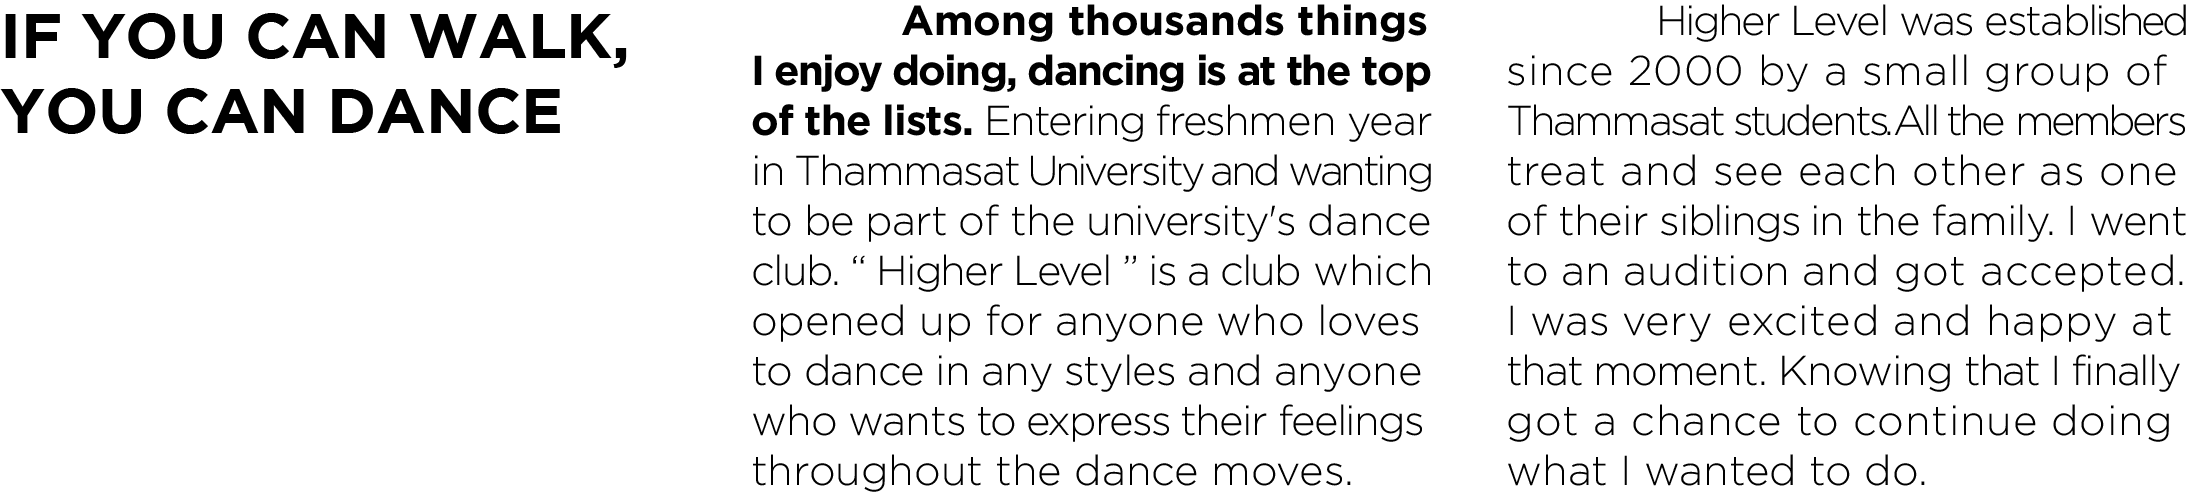 IF YOU CAN WALK,
YOU CAN DANCE
Among thousands things
I enjoy doing, dancing is at the top
of the lists. Entering freshmen year
in Thammasat University and wanting
to be part of the university's dance
club. “ Higher Level ” is a club which
opened up for anyone who loves
to dance in any styles and anyone
who wants to express their feelings
throughout the dance moves.
Higher Level was established
since 2000 by a small group of
Thammasat students. All the members
treat and see each other as one
of their siblings in the family. I went
to an audition and got accepted.
I was very excited and happy at
that moment. Knowing that I finally
got a chance to continue doing
what I wanted to do.